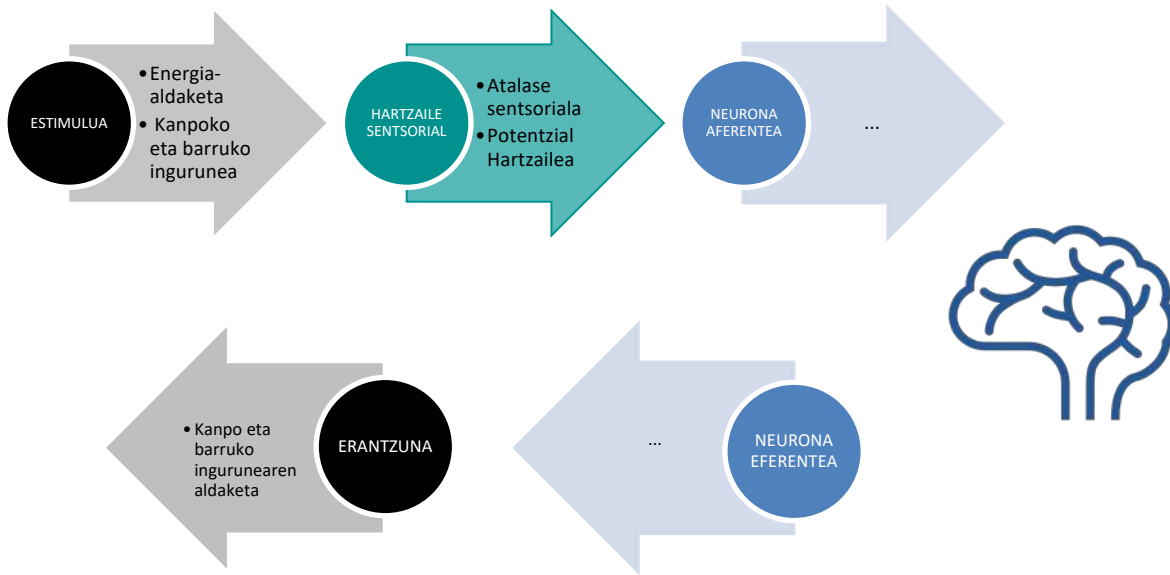 ESTIMULUA
• Energia-
aldaketa
• Kanpoko
eta barruko
ingurunea
HARTZAILE
SENTSORIAL
• Atalase
sentsoriala
• Potentzial
Hartzailea
NEURONA
AFERENTEA
...
• Kanpo eta
barruko
ingurunearen
aldaketa
ERANTZUNA
...
NEURONA
EFERENTEA